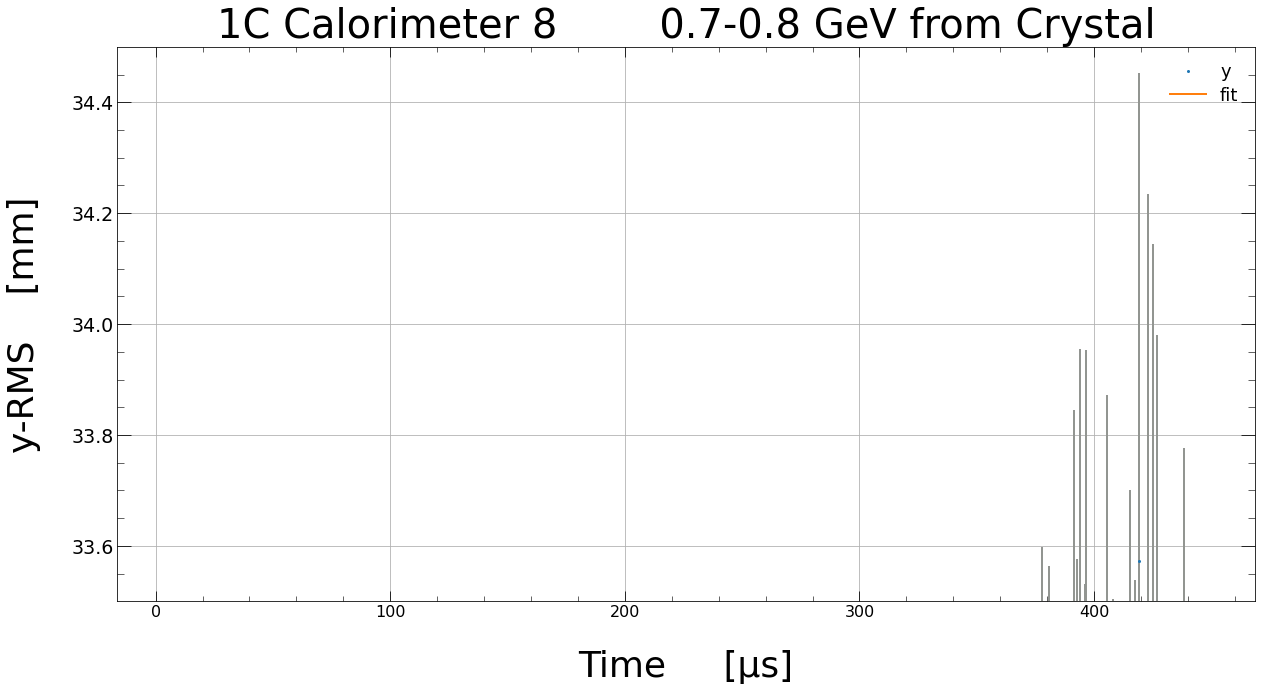 1C Calorimeter 8 0.7-0.8 GeV from Crystal
y
fit
34.4
34.2
34.0
33.8
33.6
y-RMS [mm]
0 100 200 300 400
Time [µs]